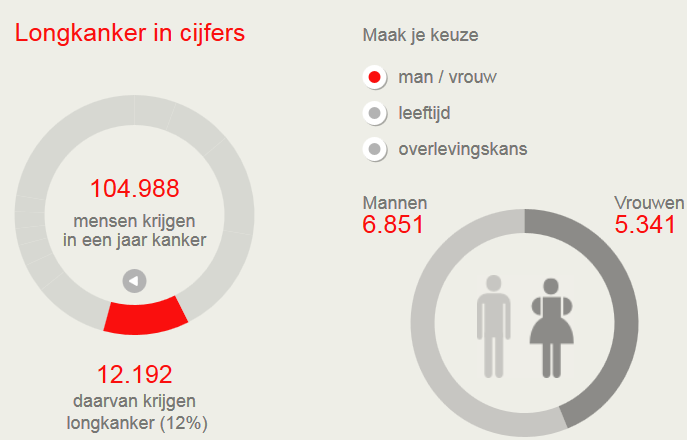 Longkanker in cijfers
104.988
mensen krijgen
in een jaar kanker
12.192
daarvan krijgen
longkanker (12%)
Maak je keuze
man / vrouw
leeftijd
overlevingskans
Mannen
6.851
Vrouwen
5.341